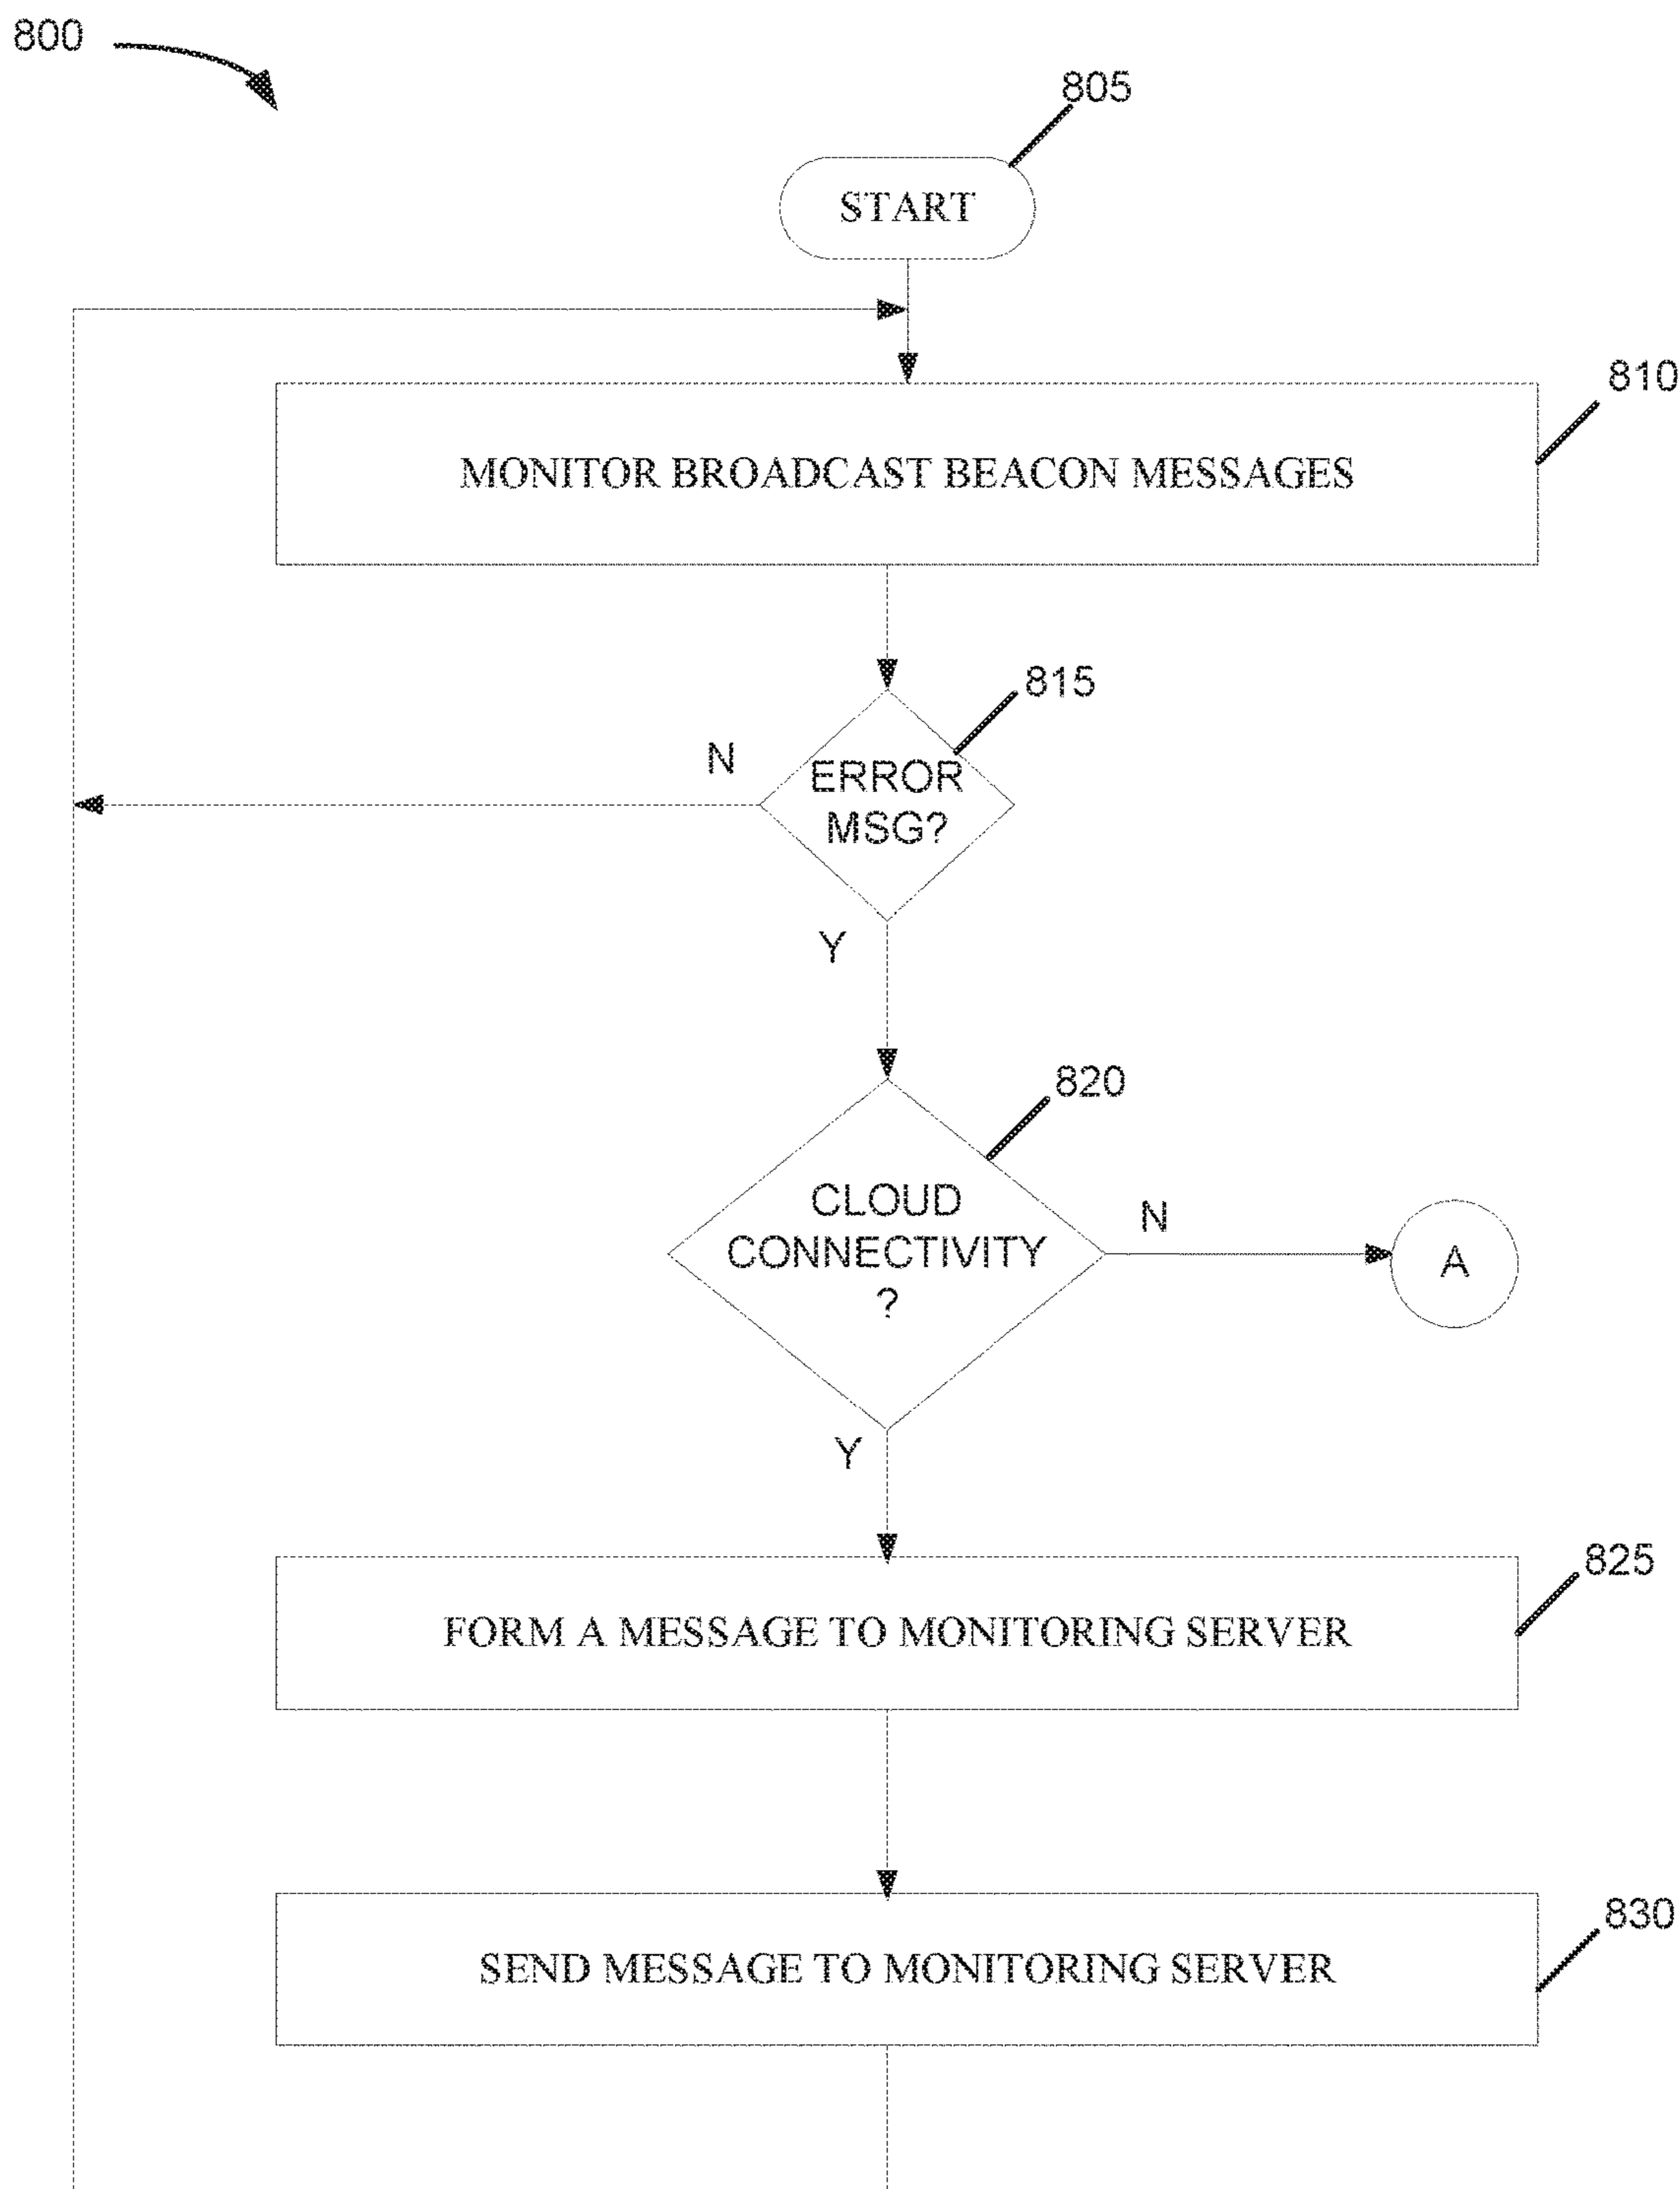 800
805
START
810
MONITOR BROADCAST BEACON MESSAGES
815
N
ERROR
MSG?
Y
820
CLOUD
CONNECTIVITY
?
N
A
Y
825
FORM A MESSAGE TO MONITORING SERVER
830
SEND MESSAGE TO MONITORING SERVER